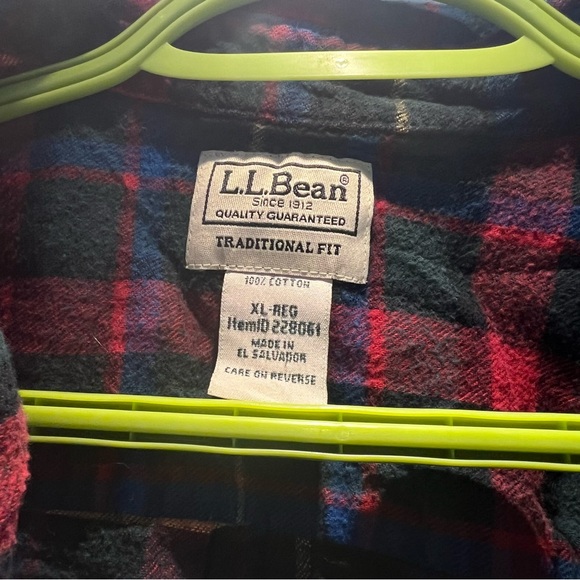 L.L.Bean®
Since 1912
QUALITY GUARANTEED
TRADITIONAL FIT
100% COTTON
XL-REG
ItemID 228061
MADE IN
EL SALVADOR
CARE ON REVERSE